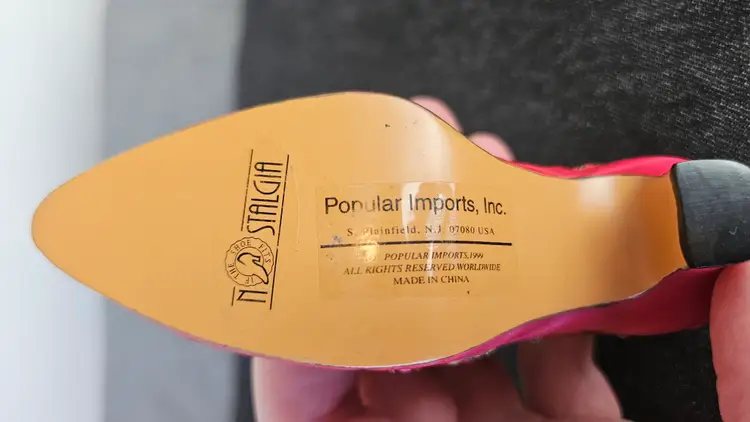 NOSTALGIA
IF THE SHOE FITS
Popular Imports, Inc.
S. Plainfield, N.J. 07080 USA
POPULAR IMPORTS,1999
ALL RIGHTS RESERVED WORLDWIDE
MADE IN CHINA